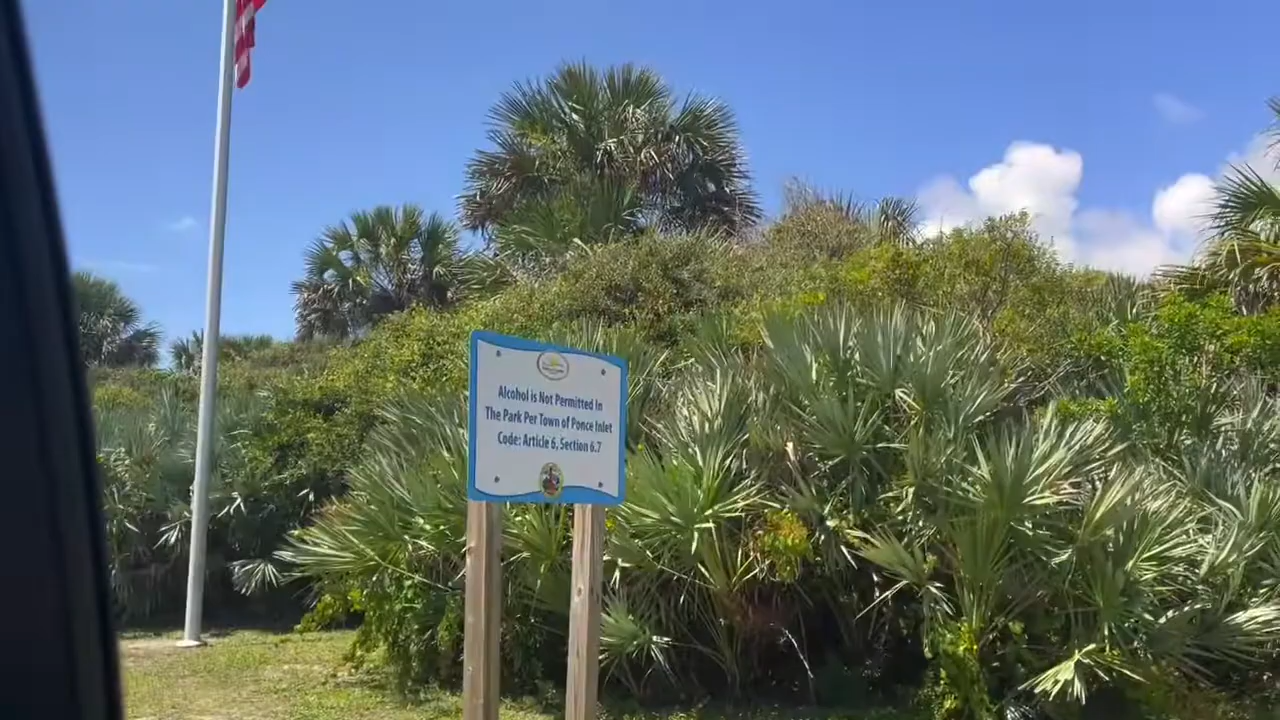 Alcohol is Not Permitted In
The Park Per Town of Ponce Inlet
Code: Article 6, Section 6.7